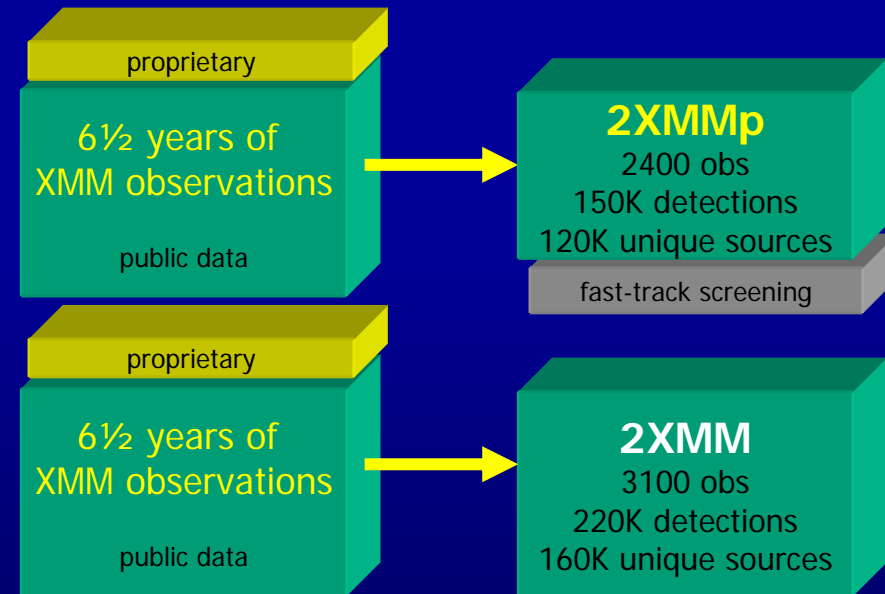 proprietary
6½ years of
XMM observations
public data
2XMMp
2400 obs
150K detections
120K unique sources
fast-track screening
proprietary
6½ years of
XMM observations
public data
2XMM
3100 obs
220K detections
160K unique sources